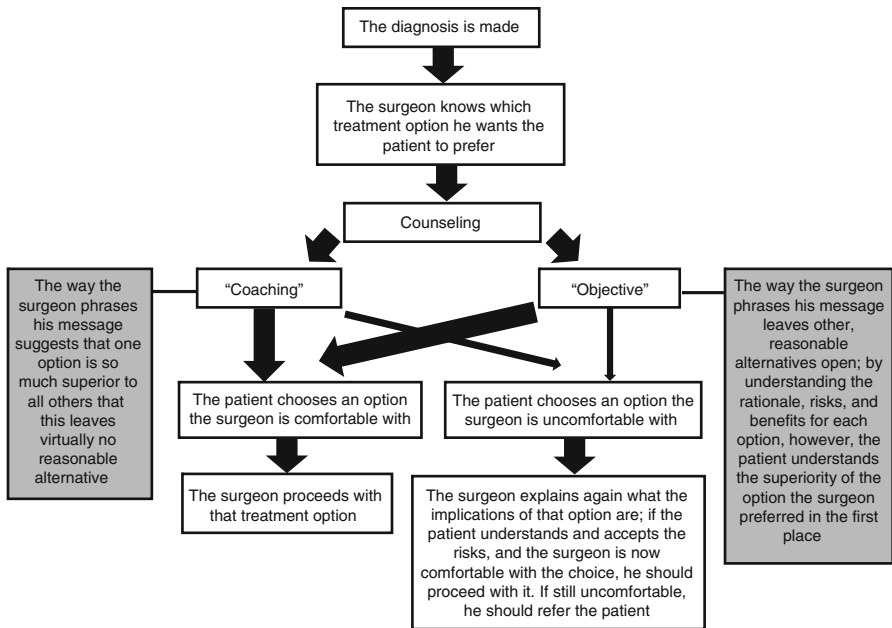 The diagnosis is made
The surgeon knows which
treatment option he wants the
patient to prefer
Counseling
“Coaching”
“Objective”
The way the
surgeon phrases
his message
suggests that one
option is so
much superior to
all others that
this leaves
virtually no
reasonable
alternative
The way the surgeon
phrases his message
leaves other,
reasonable
alternatives open; by
understanding the
rationale, risks, and
benefits for each
option, however, the
patient understands
the superiority of the
option the surgeon
preferred in the first
place
The patient chooses an option
the surgeon is comfortable with
The patient chooses an option the
surgeon is uncomfortable with
The surgeon proceeds with
that treatment option
The surgeon explains again what the
implications of that option are; if the
patient understands and accepts the
risks, and the surgeon is now
comfortable with the choice, he should
proceed with it. If still uncomfortable,
he should refer the patient